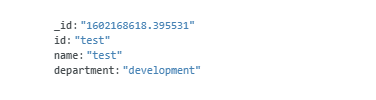 _id: "1602168618.395531"
id: "test"
name: "test"
department: "development"